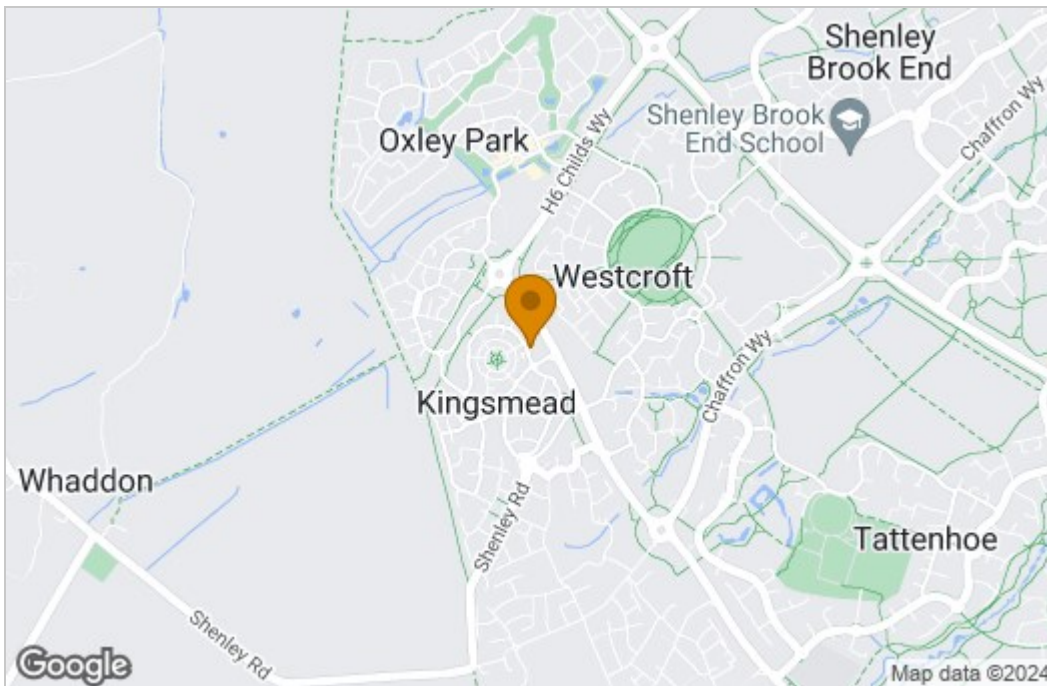 Shenley
Brook End
Shenley Brook
End School
Chaffron Wy
Oxley Park
H6 Childs Wy
Westcroft
Chaffron Wy
Kingsmead
Whaddon
Shenley Rd
Tattenhoe
Shenley Rd
Google
Map data ©2024